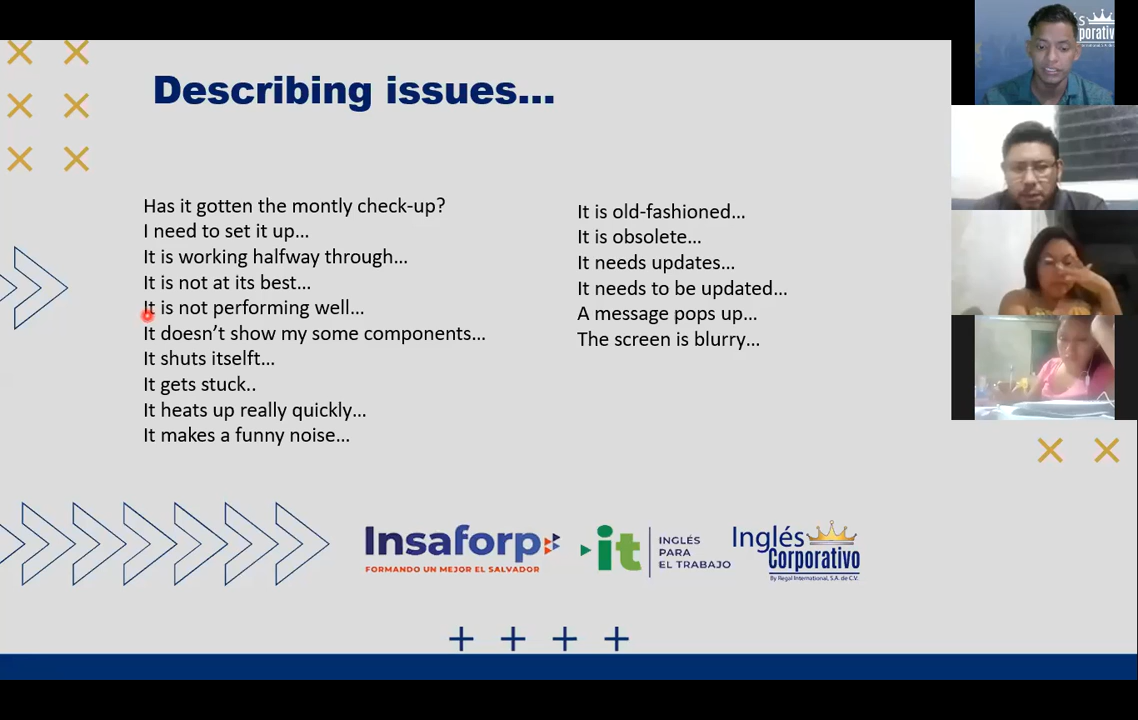 Describing issues...
Has it gotten the montly check-up?
I need to set it up...
It is working halfway through...
It is not at its best...
It is not performing well...
It doesn't show my some components...
It shuts itselft...
It gets stuck..
It heats up really quickly...
It makes a funny noise...
It is old-fashioned...
It is obsolete...
It needs updates...
It needs to be updated...
A message pops up...
The screen is blurry...
Insaforp
FORMANDO UN MEJOR EL SALVADOR
it
INGLÉS
PARA
EL TRABAJO
Inglés
Corporativo
By Regal International, S.A. de C.V.